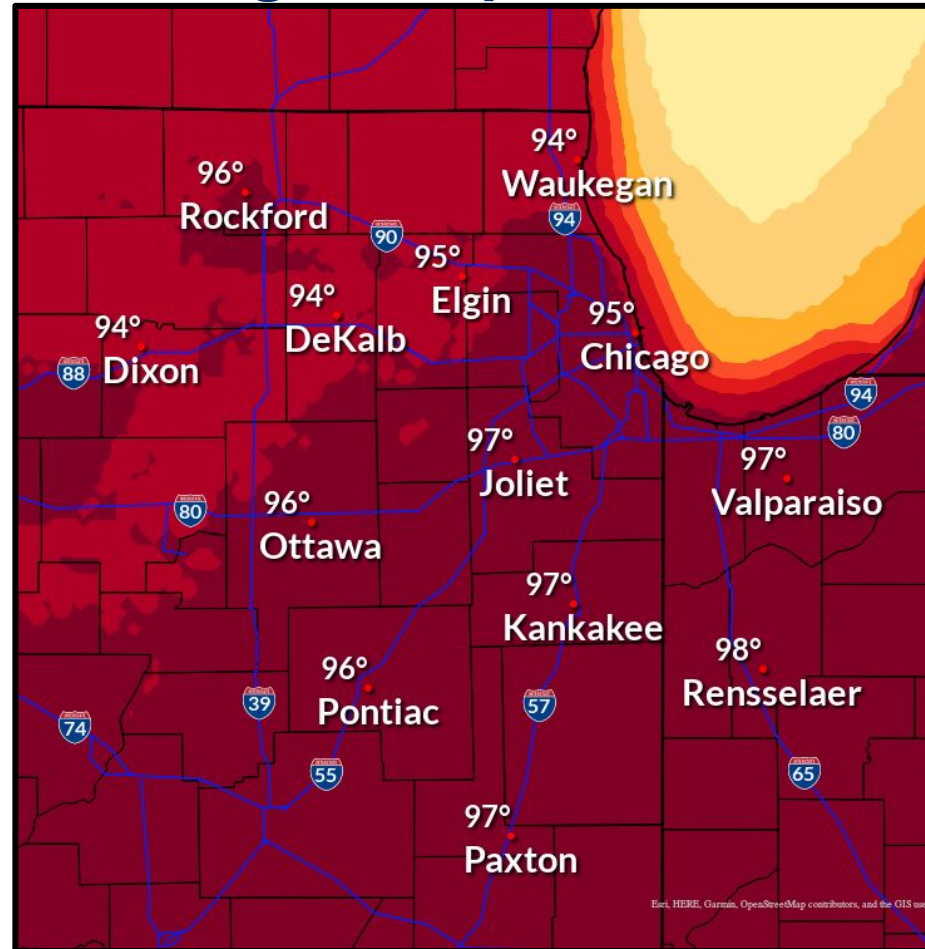 94°
Waukegan
96°
Rockford
94
90
95°
Elgin
94°
DeKalb
95°
Chicago
94°
Dixon
88
94
80
97°
Joliet
97°
Valparaiso
80
96°
Ottawa
97°
Kankakee
98°
Rensselaer
96°
Pontiac
39
57
74
55
65
97°
Paxton
Esri, HERE, Garmin, OpenStreetMap contributors, and the GIS use